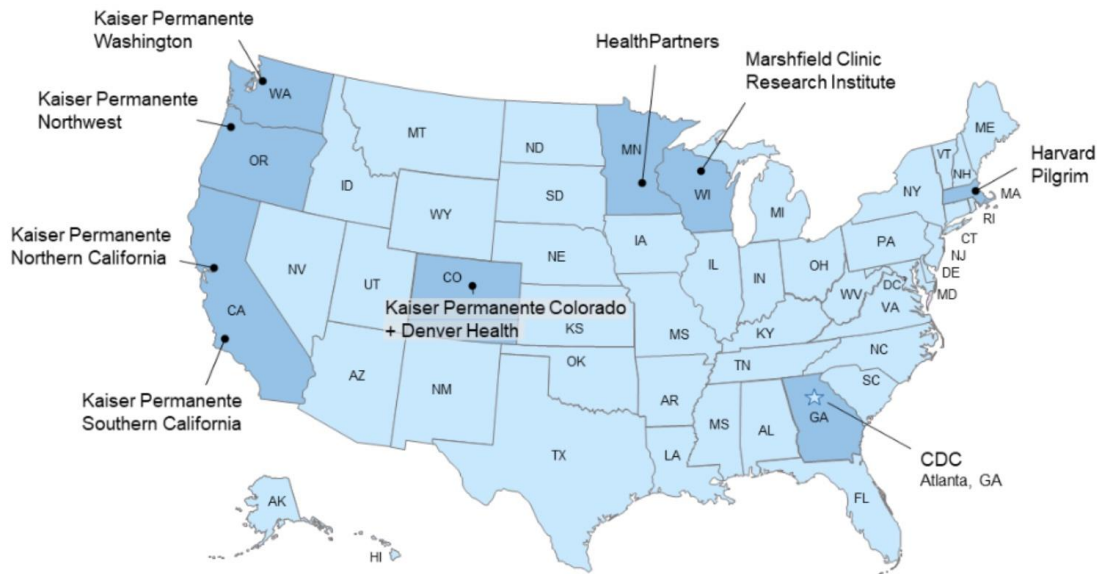 Kaiser Permanente
Washington
HealthPartners
Marshfield Clinic
Research Institute
Kaiser Permanente
Northwest
Harvard
Pilgrim
Kaiser Permanente
Northern California
Kaiser Permanente Colorado
+ Denver Health
Kaiser Permanente
Southern California
CDC
Atlanta, GA
WA
MT
ND
MN
ME
VT
NH
OR
ID
SD
WI
NY
MA
WY
MI
RI
IA
PA
CT
NJ
NE
NV
UT
CO
IL
IN
OH
DE
DC
MD
WV
VA
CA
KS
MS
KY
NC
TN
AZ
NM
OK
AR
SC
MS
AL
GA
TX
LA
FL
AK
HI